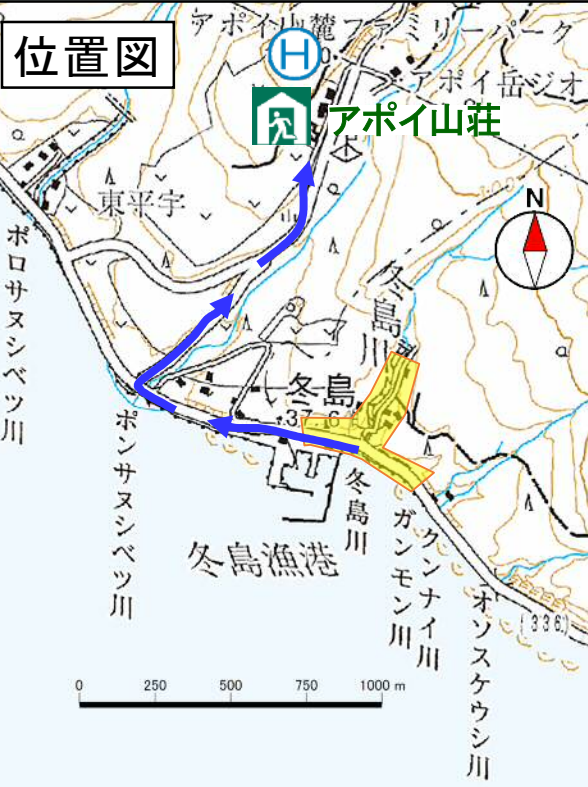 アポイ山麓ファミリーパーク
位置図
H
アポイ岳ジオ
アポイ山荘
東平宇
N
ポロサヌシベツ川
冬島川
冬島
37.6
ポンサヌシベツ川
冬島川
ガンモン川
クンナイ川
オソスケウシ川
冬島漁港
(336)
0 250 500 750 1000 m